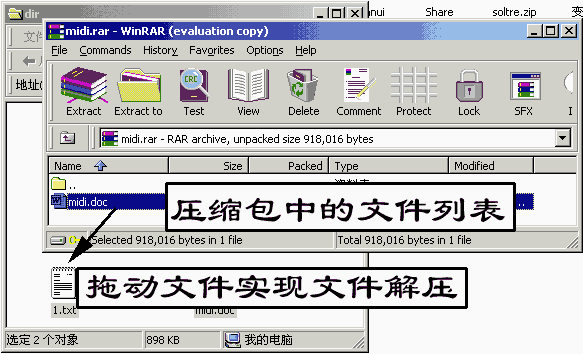 dir
nui
Share
soltre.zip
变
文件
midi.rar - WinRAR (evaluation copy)
File Commands History Favorites Options Help
地址(
Extract Extract to Test View Delete Comment Protect Lock SFX
CRC
midi.rar - RAR archive, unpacked size 918,016 bytes
Name Size Packed Type Modified
..
midi.doc
压缩包中的文件列表
Selected 918,016 bytes in 1 file
Total 918,016 bytes in 1 file
拖动文件实现文件解压
1.txt
midi.doc
选定 2 个对象
898 KB
我的电脑